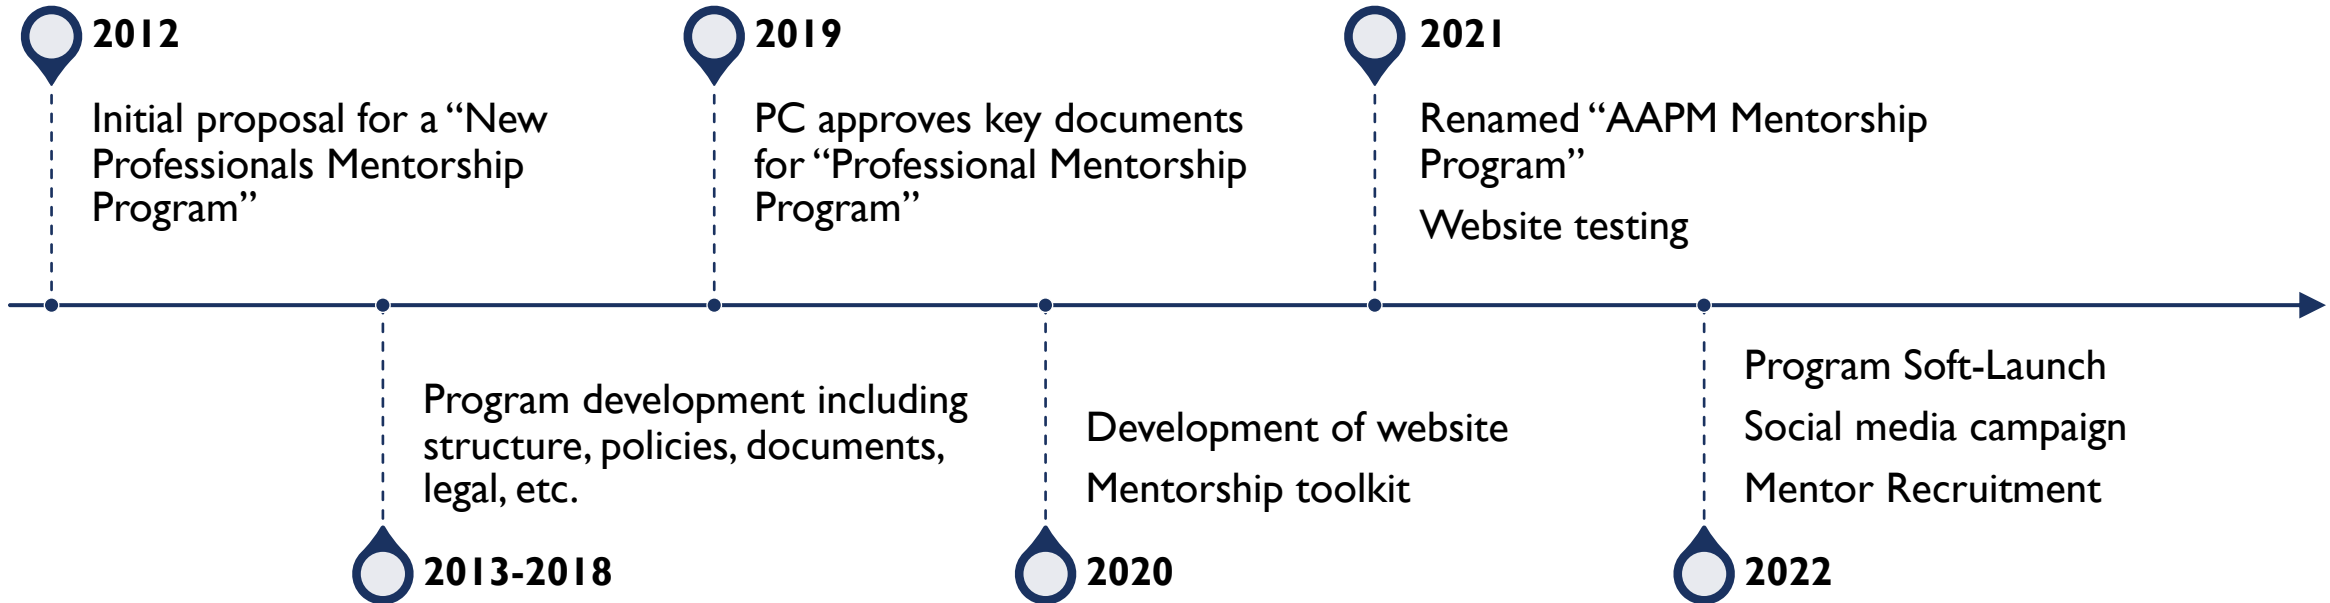 2012
Initial proposal for a “New
Professionals Mentorship
Program”
2013-2018
Program development including
structure, policies, documents,
legal, etc.
2019
PC approves key documents
for “Professional Mentorship
Program”
2020
Development of website
Mentorship toolkit
2021
Renamed “AAPM Mentorship
Program”
Website testing
2022
Program Soft-Launch
Social media campaign
Mentor Recruitment